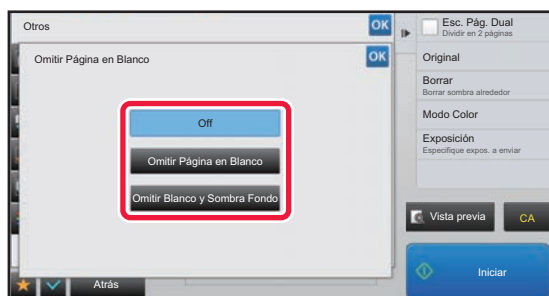 Otros
OK
Omitir Página en Blanco
OK
Off
Omitir Página en Blanco
Omitir Blanco y Sombra Fondo
Atrás
Esc. Pág. Dual
Dividir en 2 páginas
Original
Borrar
Borrar sombra alrededor
Modo Color
Exposición
Especifique expos. a enviar
Vista previa
CA
Iniciar